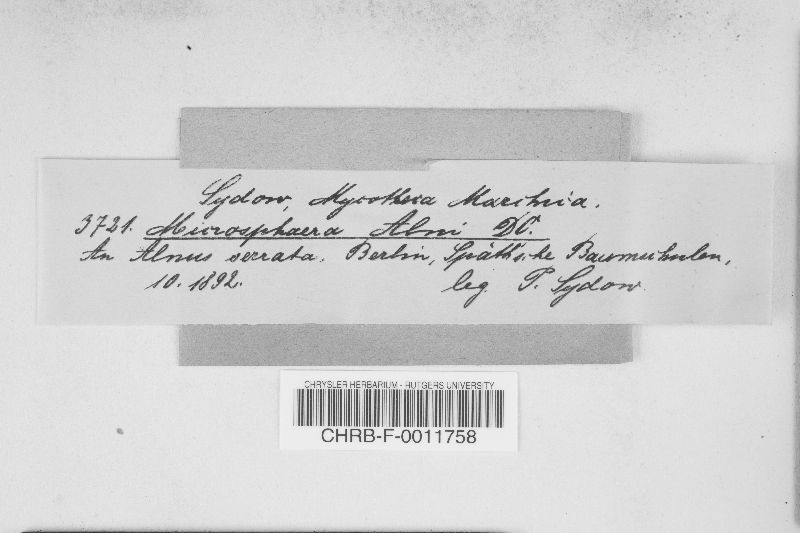 Sydow, Mycotheca Marchica.
3721. Microsphaera Alni DC.
An Alnus serrata. Berlin, Späth'sche Baumschulen,
10. 1892. leg. P. Sydow
CHRYSLER HERBARIUM - RUTGERS UNIVERSITY
CHRB-F-0011758